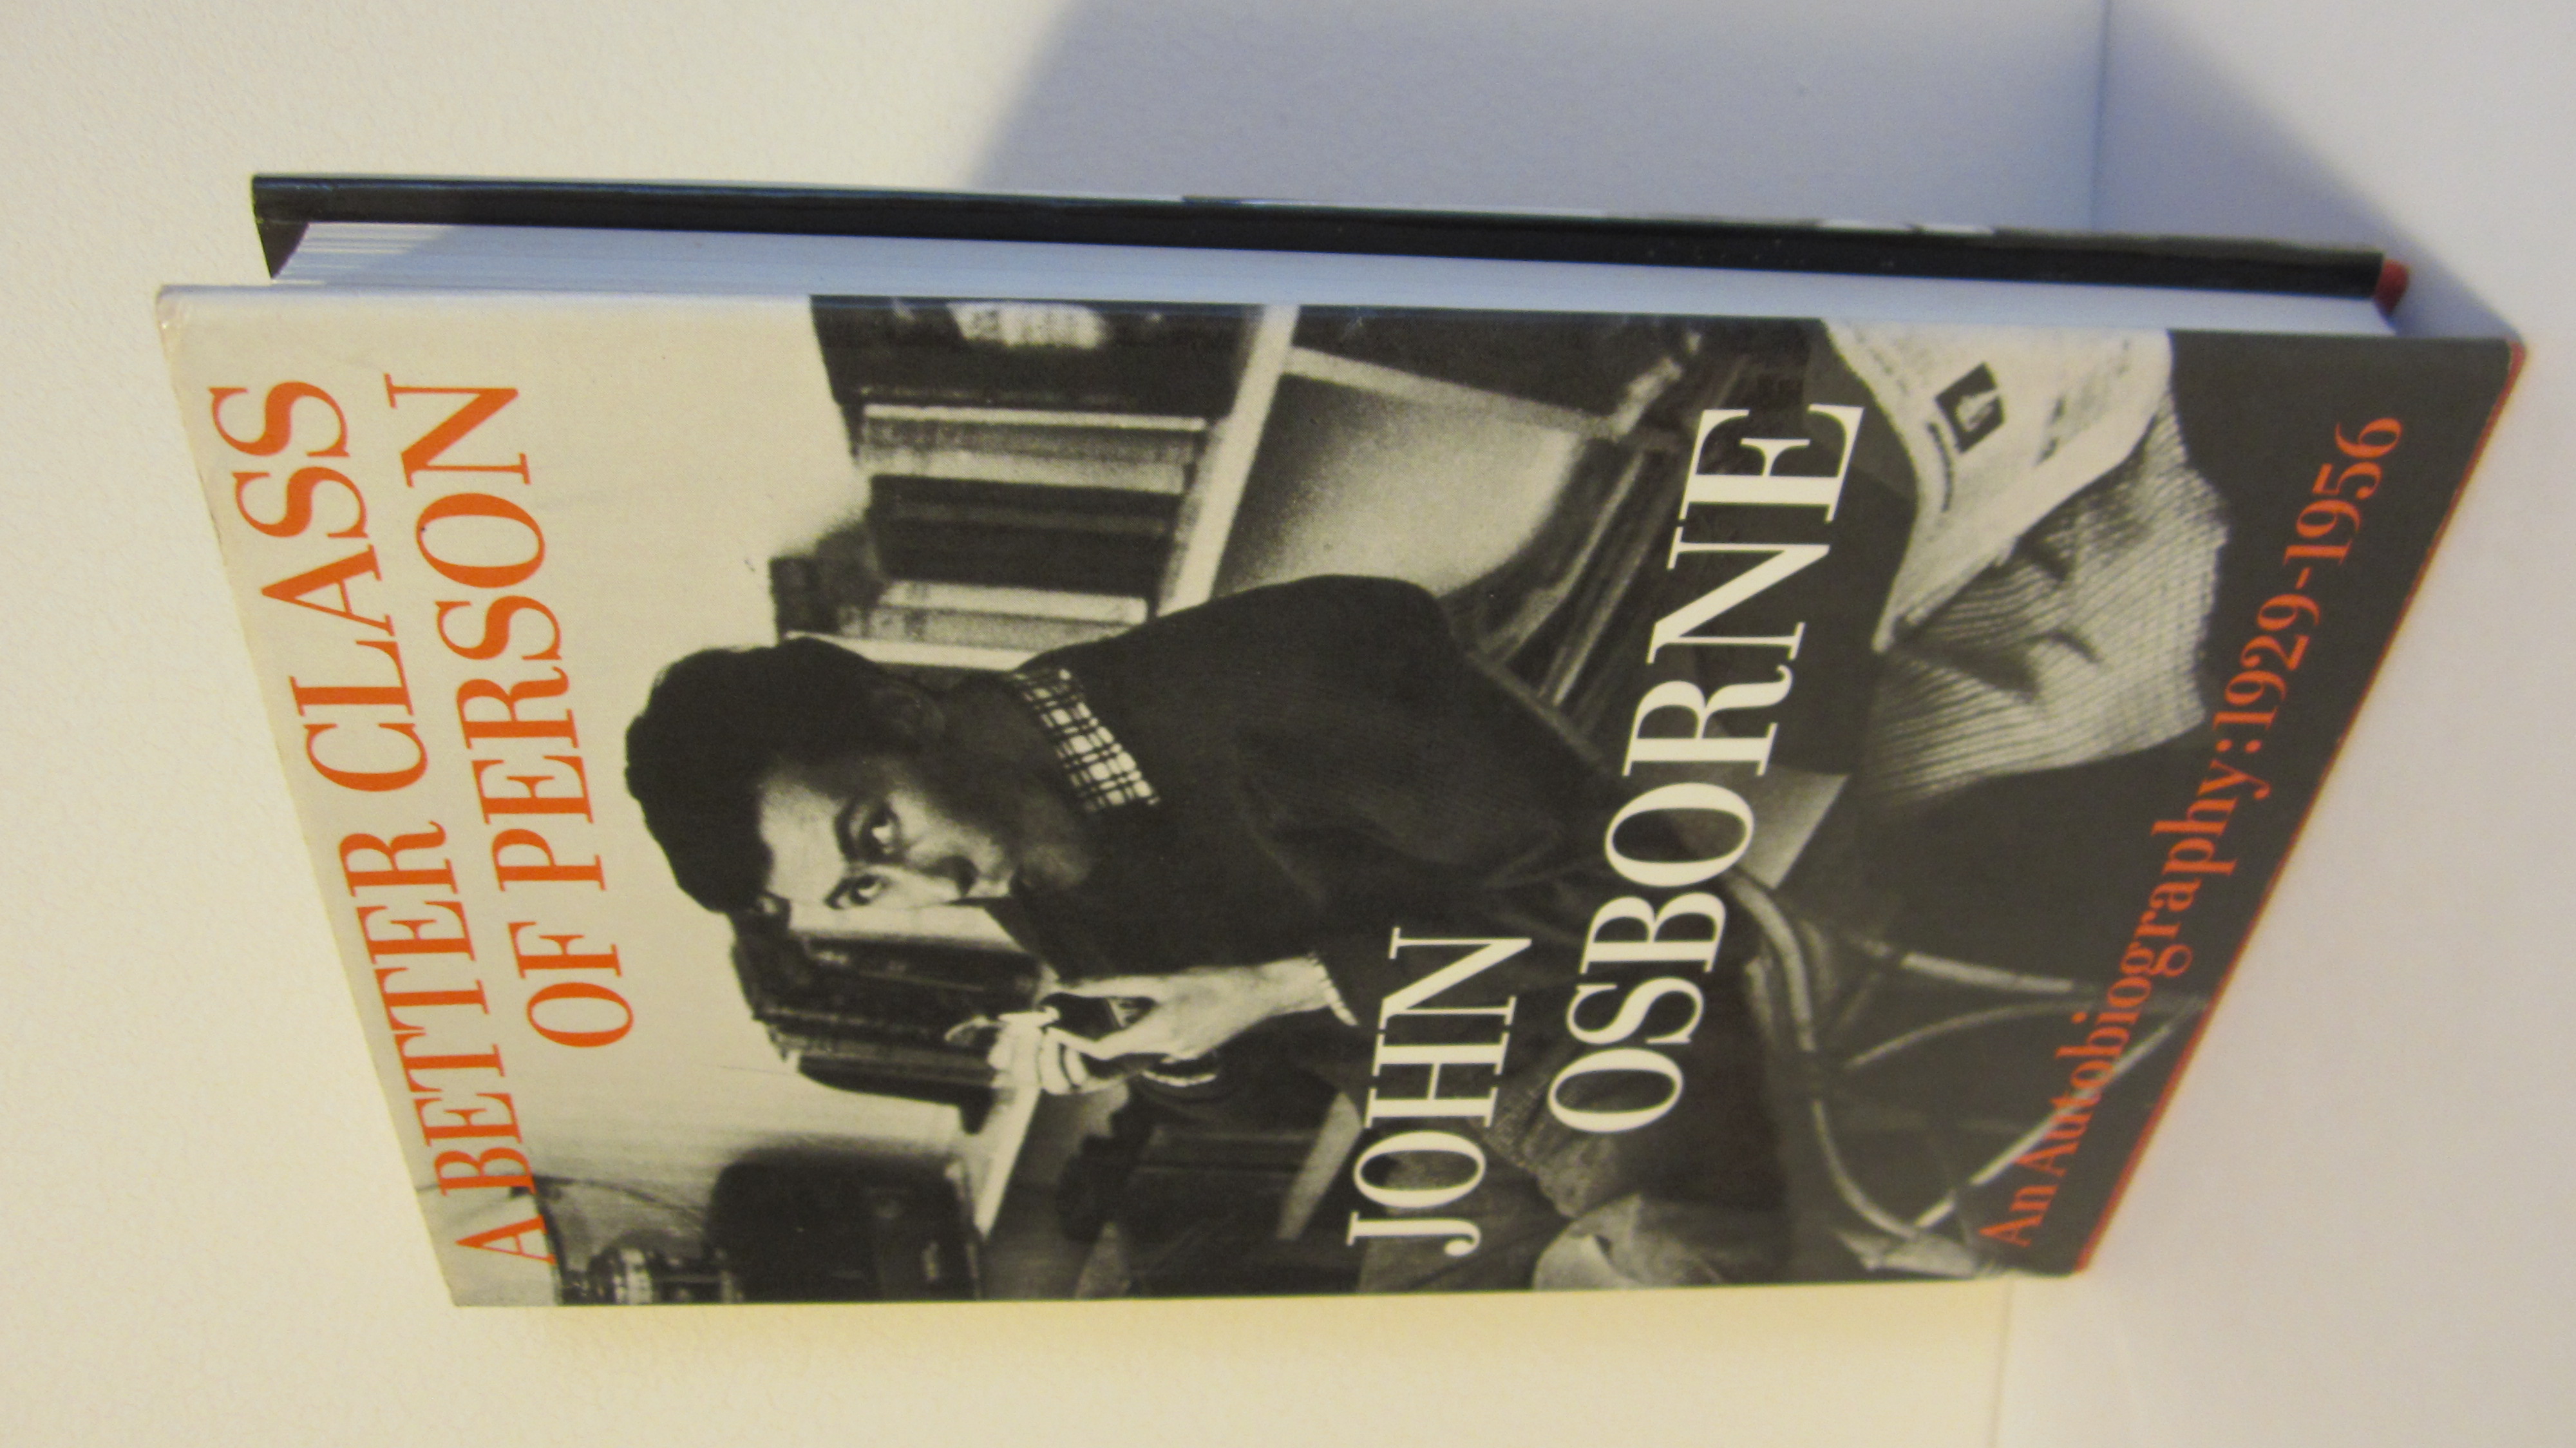 A BETTER CLASS
OF PERSON
JOHN
OSBORNE
An Autobiography: 1929-1956